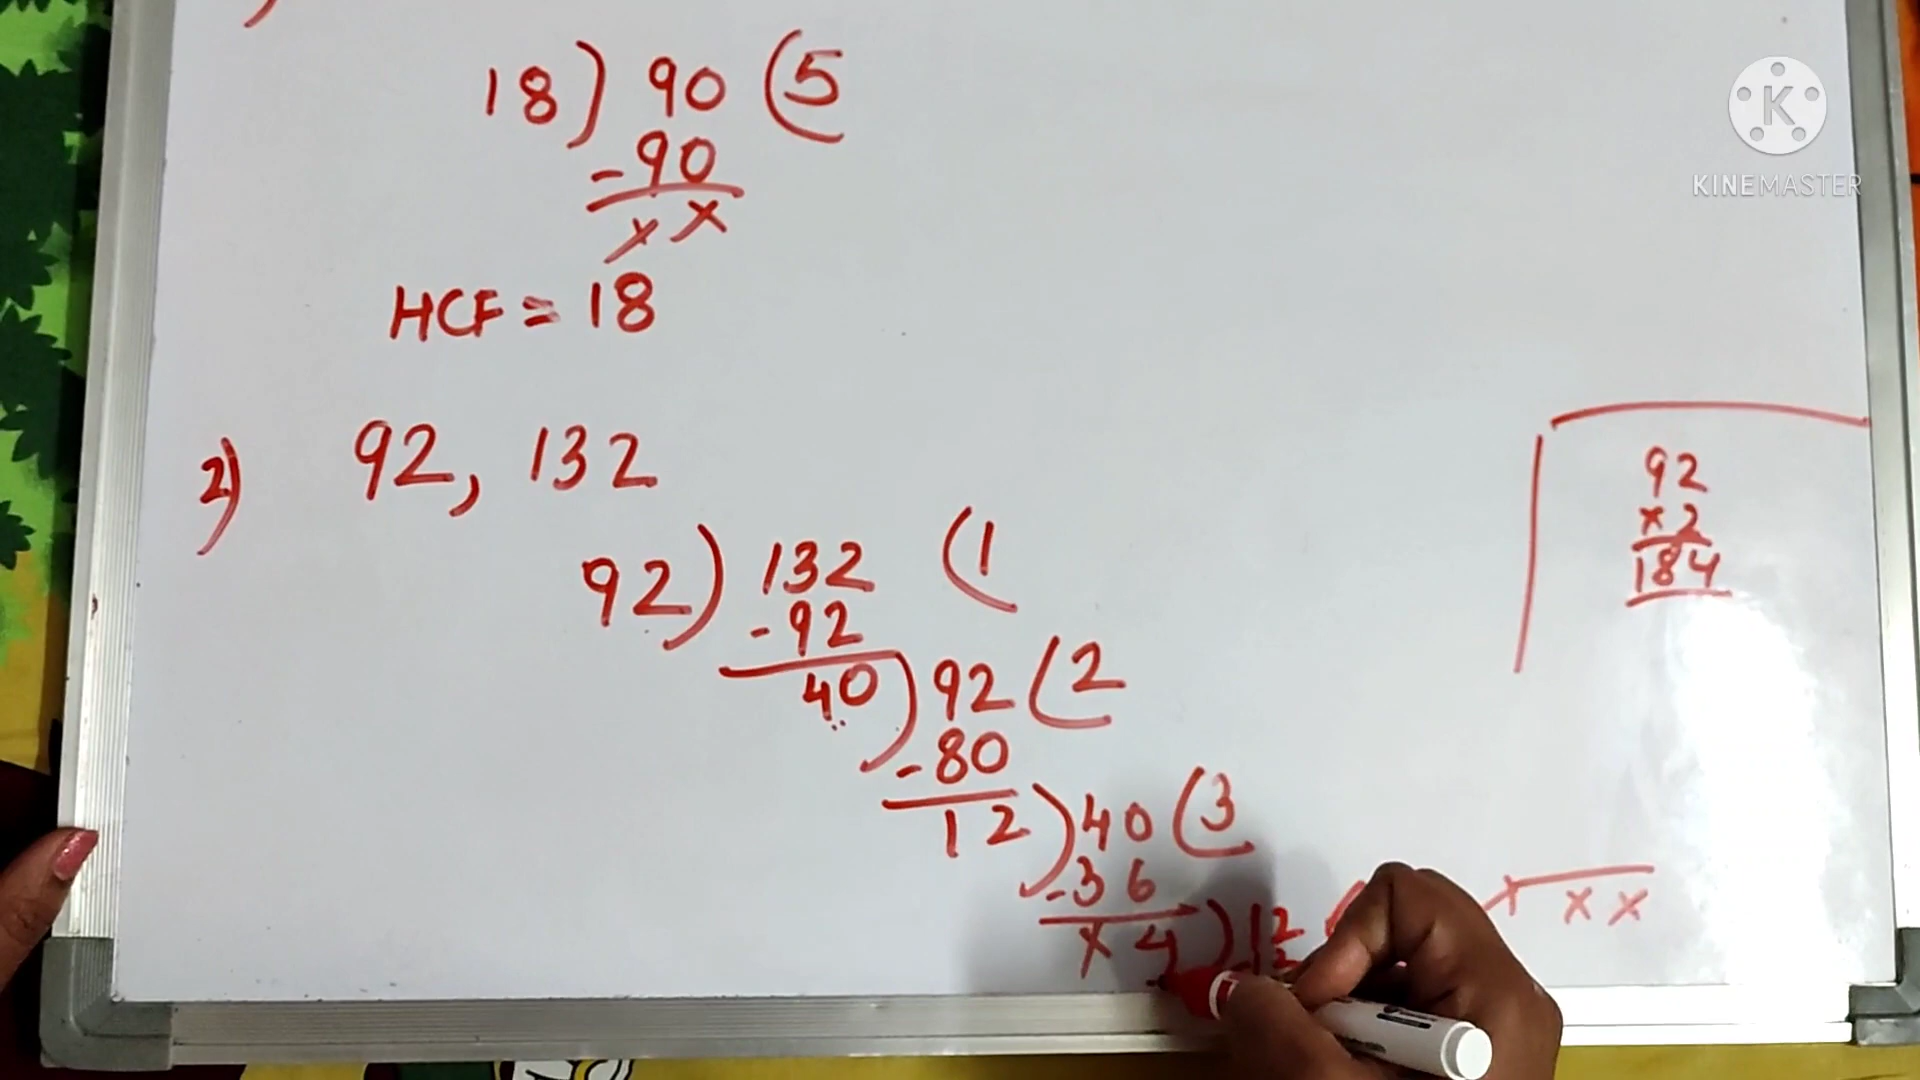 18) 90 (5
-90
x x
HCF = 18
2) 92, 132
92) 132 (1
-92
40) 92 (2
-80
12) 40 (3
-36
x 4) 12 (
92
x 2
184
x x x
K
KINEMASTER